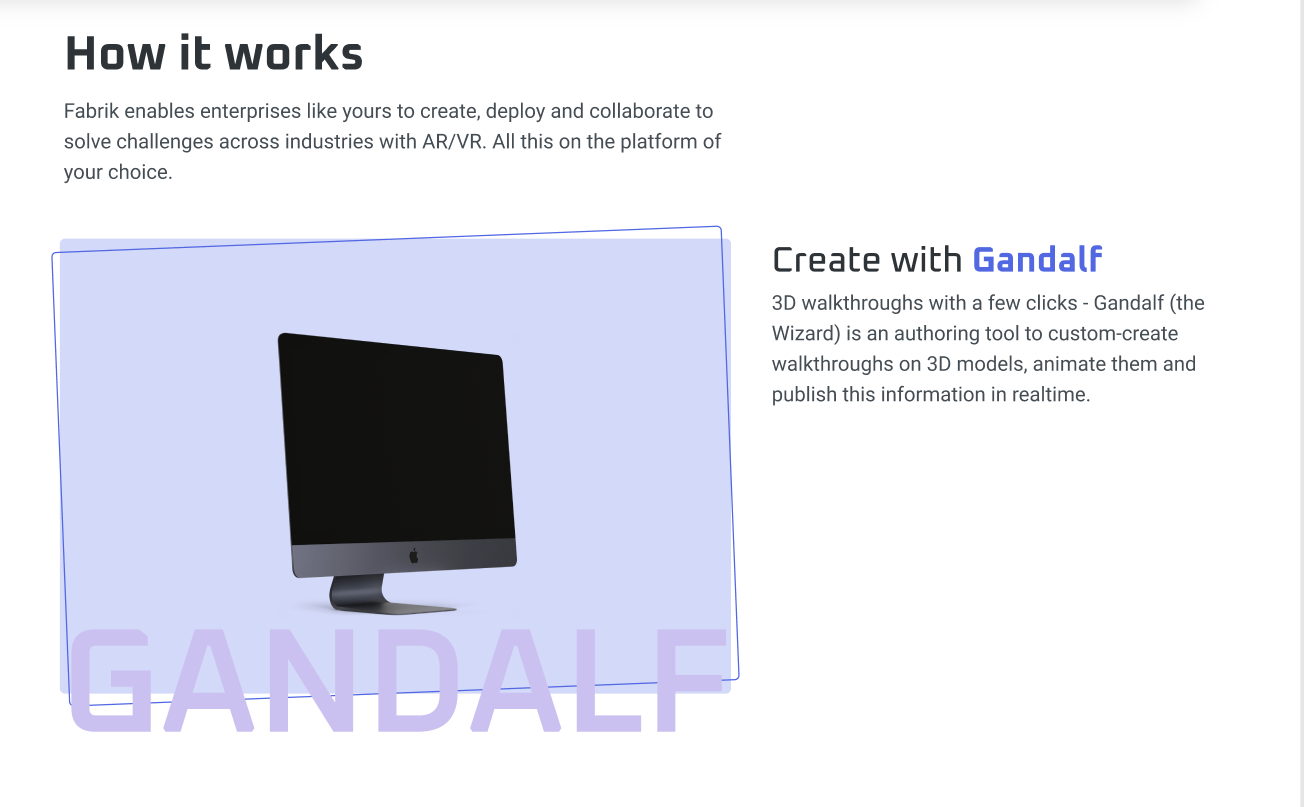 How it works
Fabrik enables enterprises like yours to create, deploy and collaborate to
solve challenges across industries with AR/VR. All this on the platform of
your choice.
Create with Gandalf
3D walkthroughs with a few clicks - Gandalf (the
Wizard) is an authoring tool to custom-create
walkthroughs on 3D models, animate them and
publish this information in realtime.
GANDALF